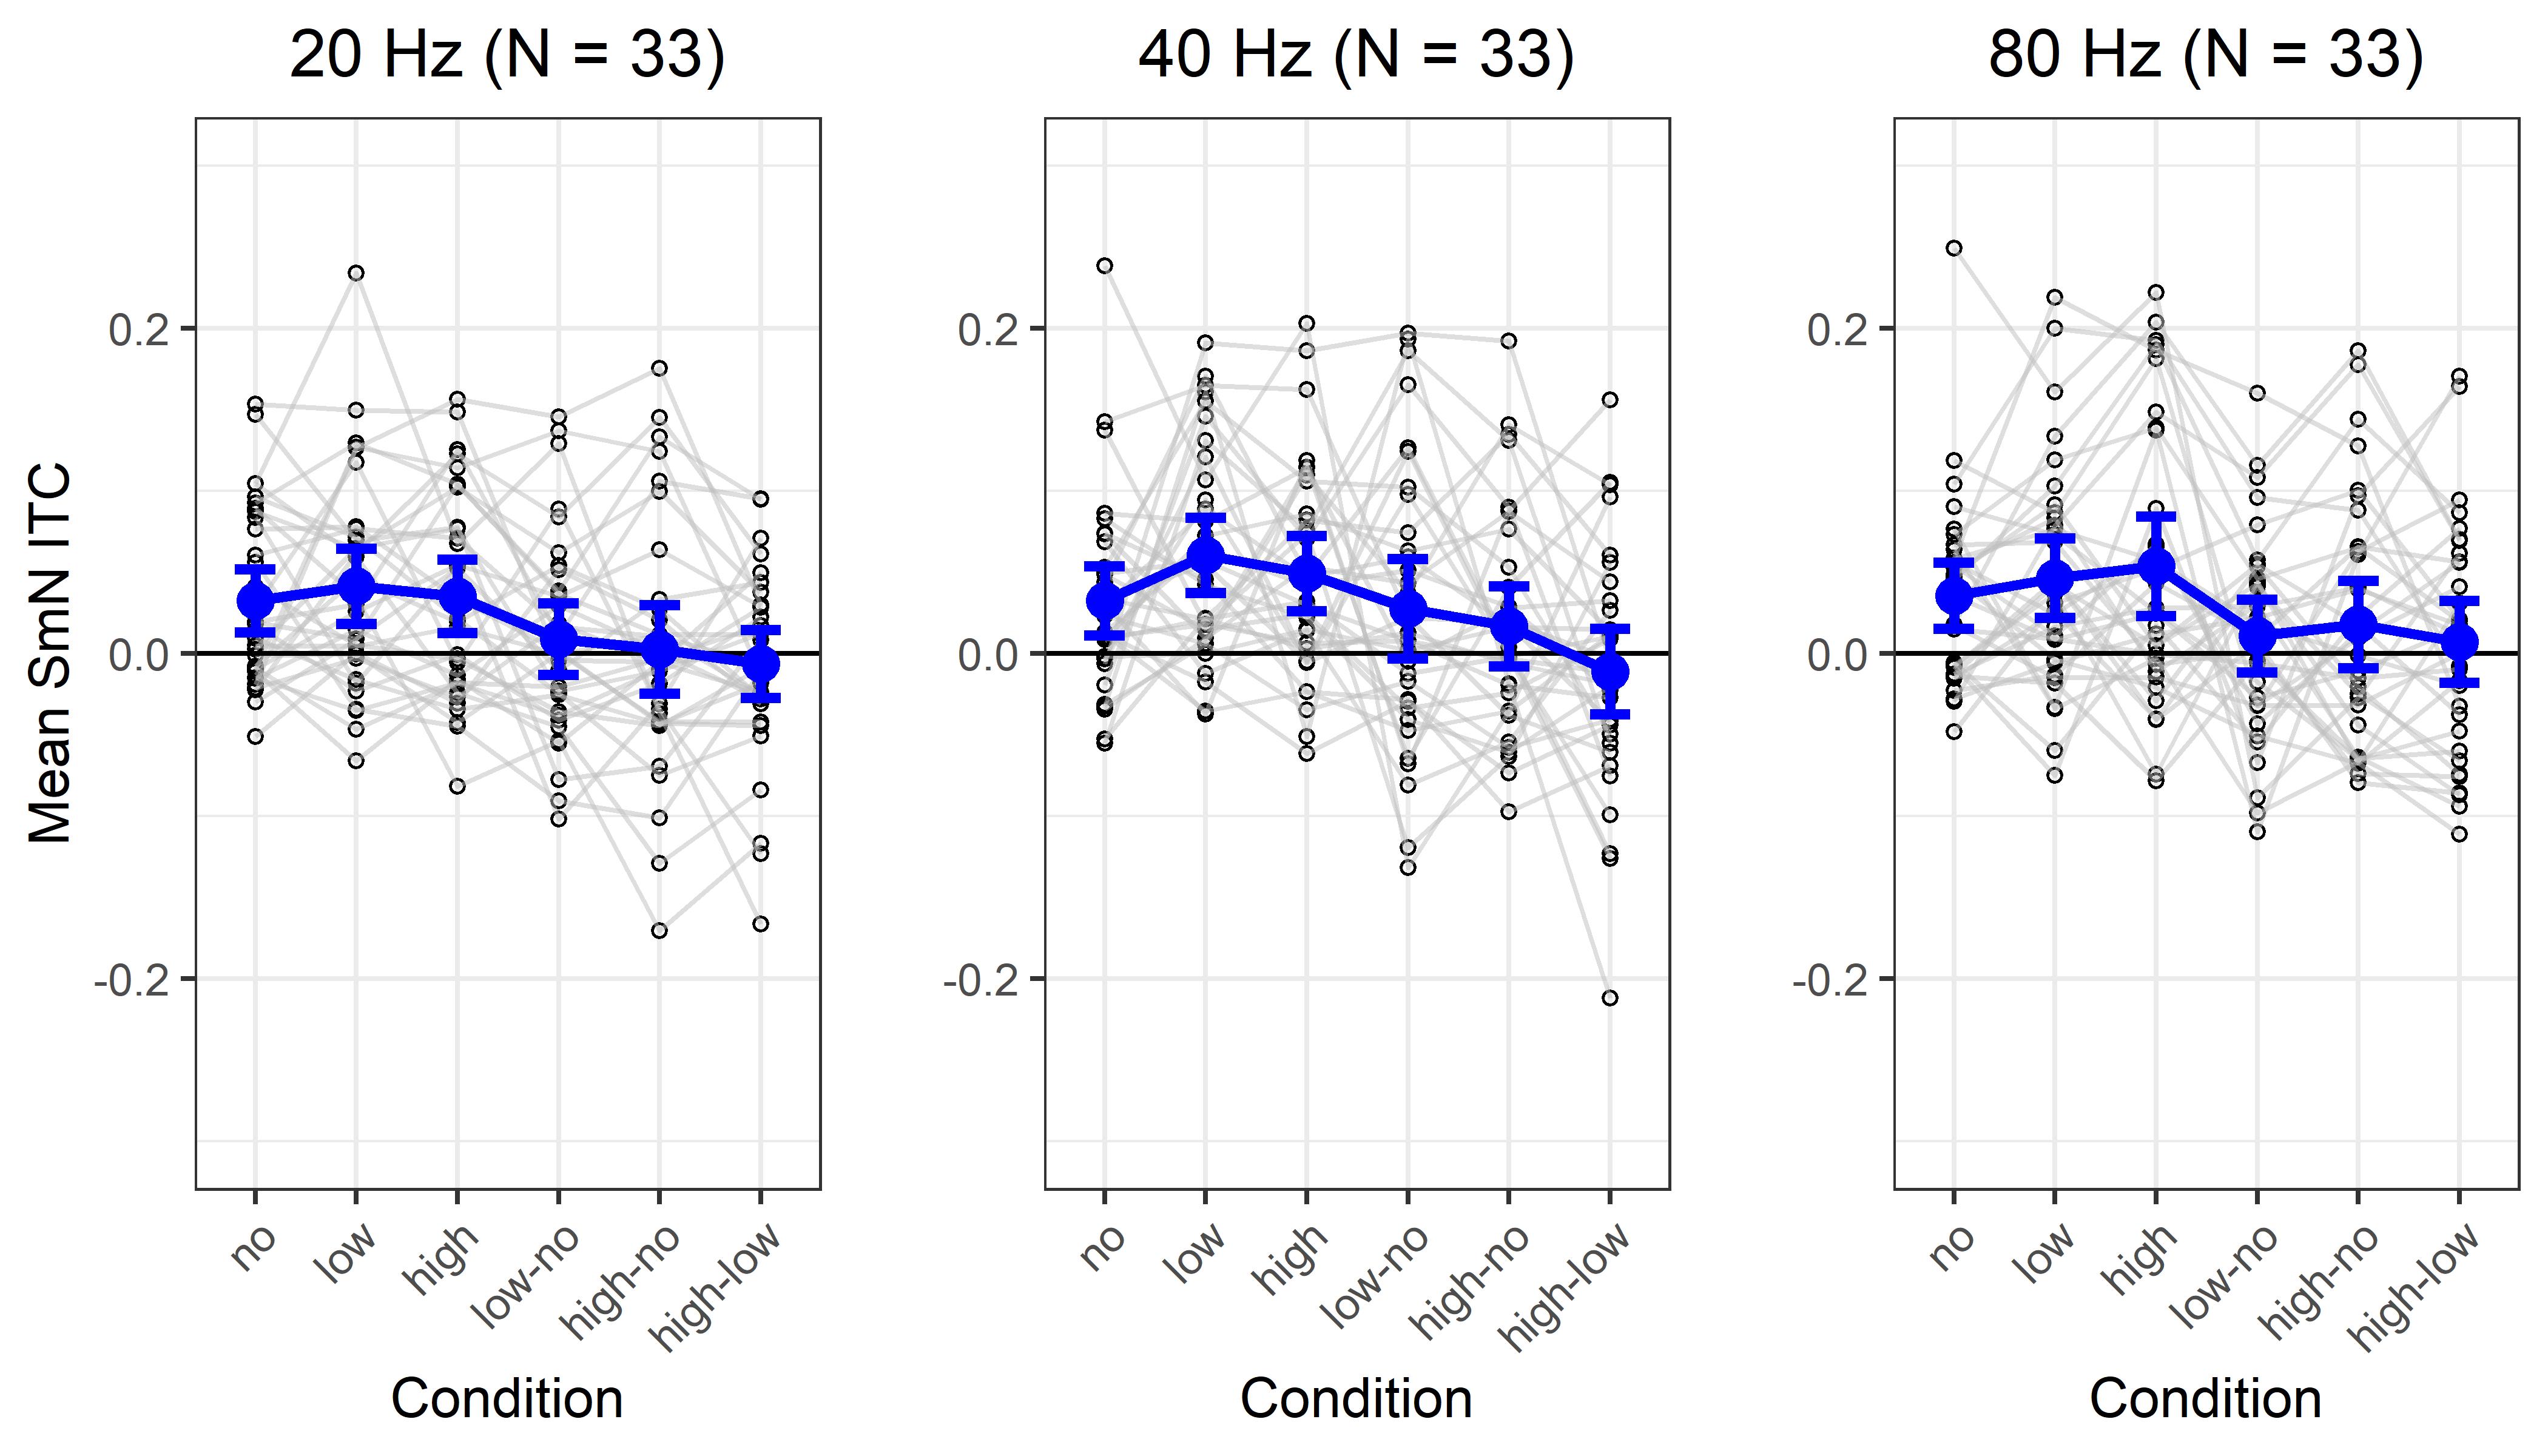 20 Hz (N = 33)
40 Hz (N = 33)
80 Hz (N = 33)
Mean SmN ITC
0.2
0.0
-0.2
no
low
high
low-no
high-no
high-low
Condition
0.2
0.0
-0.2
no
low
high
low-no
high-no
high-low
Condition
0.2
0.0
-0.2
no
low
high
low-no
high-no
high-low
Condition